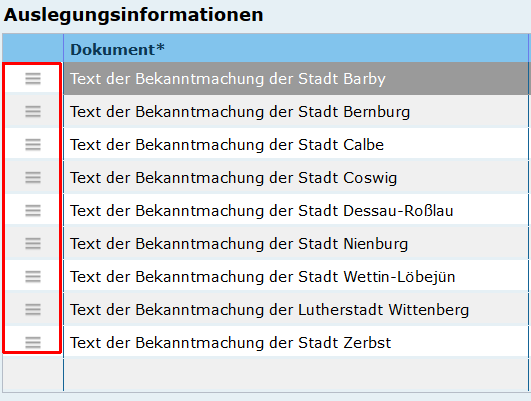 Auslegungsinformationen
Dokument*
Text der Bekanntmachung der Stadt Barby
Text der Bekanntmachung der Stadt Bernburg
Text der Bekanntmachung der Stadt Calbe
Text der Bekanntmachung der Stadt Coswig
Text der Bekanntmachung der Stadt Dessau-Roßlau
Text der Bekanntmachung der Stadt Nienburg
Text der Bekanntmachung der Stadt Wettin-Löbejün
Text der Bekanntmachung der Lutherstadt Wittenberg
Text der Bekanntmachung der Stadt Zerbst